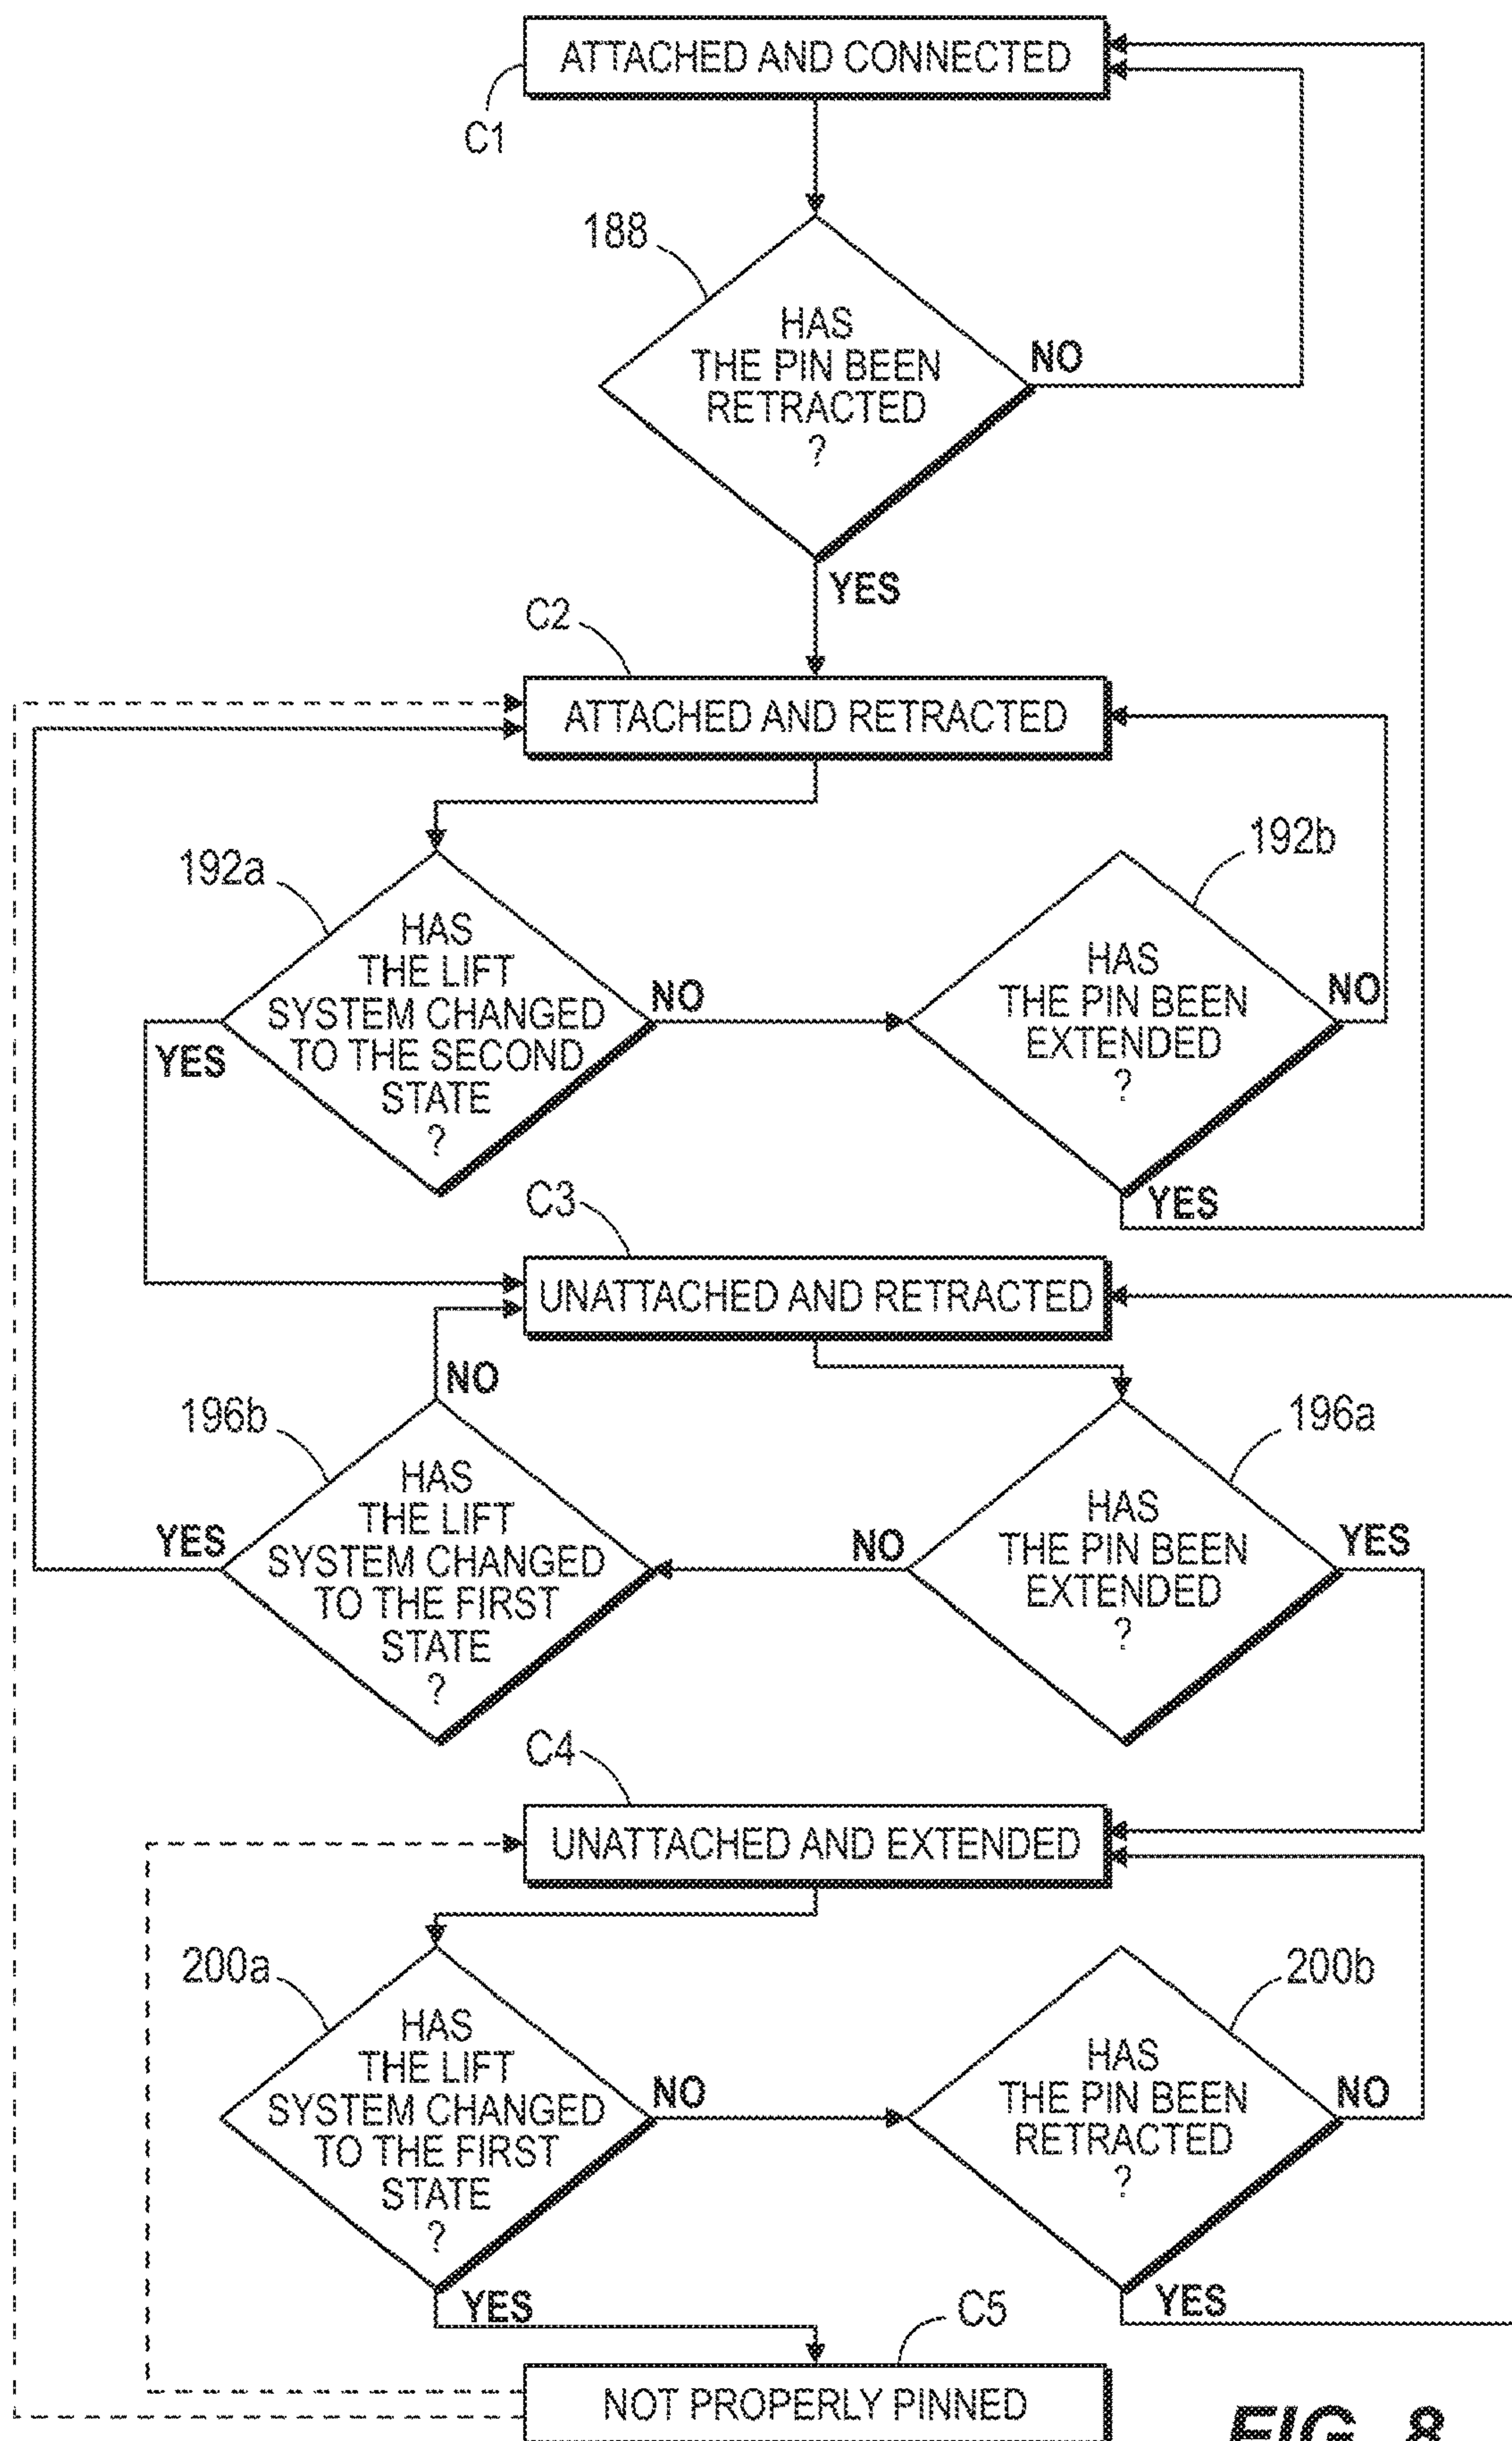 ATTACHED AND CONNECTED
C1
188
HAS
THE PIN BEEN
RETRACTED
?
NO
YES
C2
ATTACHED AND RETRACTED
192a
HAS
THE LIFT
SYSTEM CHANGED
TO THE SECOND
STATE
?
NO
YES
192b
HAS
THE PIN BEEN
EXTENDED
?
NO
YES
C3
UNATTACHED AND RETRACTED
NO
196b
HAS
THE LIFT
SYSTEM CHANGED
TO THE FIRST
STATE
?
YES
196a
HAS
THE PIN BEEN
EXTENDED
?
NO
YES
C4
UNATTACHED AND EXTENDED
200a
HAS
THE LIFT
SYSTEM CHANGED
TO THE FIRST
STATE
?
NO
YES
200b
HAS
THE PIN BEEN
RETRACTED
?
NO
YES
C5
NOT PROPERLY PINNED
FIG. 8